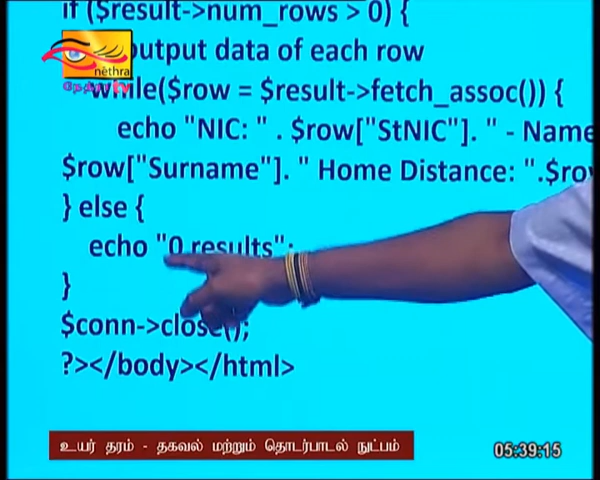 if ($result->num_rows > 0) {
output data of each row
while($row = $result->fetch_assoc()) {
echo "NIC: " . $row["StNIC"]. " - Name
$row["Surname"]. " Home Distance: ".$ro
} else {
echo "0 results";
}
$conn->close();
?></body></html>
nethra
tv
உயர் தரம் - தகவல் மற்றும் தொடர்பாடல் நுட்பம்
05:39:15